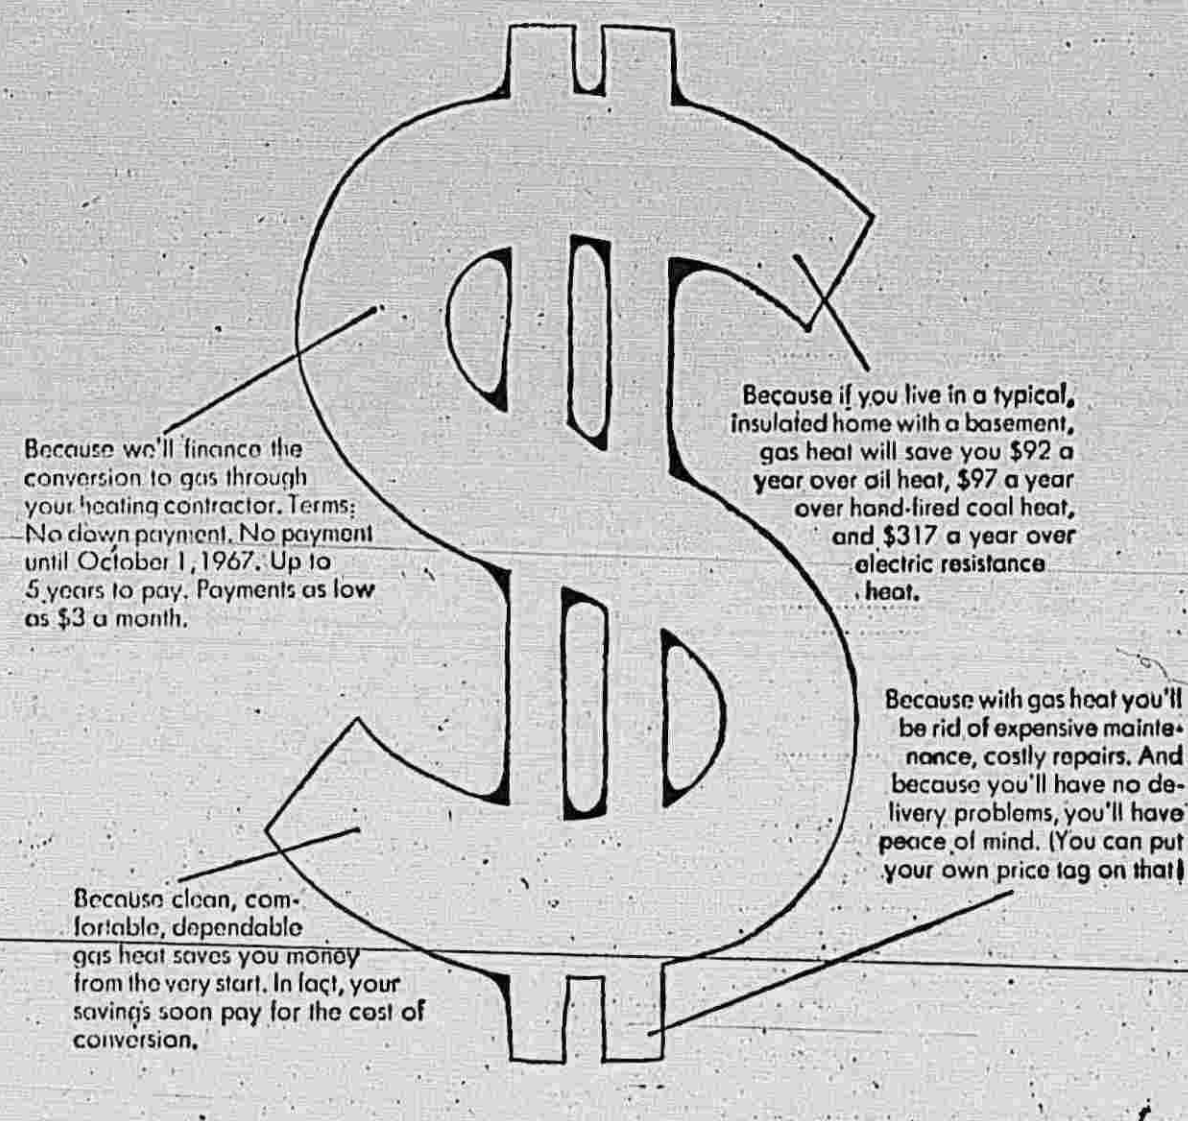 Because if you live in a typical,
insulated home with a basement,
gas heat will save you $92 a
year over oil heat, $97 a year
over hand-fired coal heat,
and $317 a year over
electric resistance
heat.
Because we'll finance the
conversion to gas through
your heating contractor. Terms:
No down payment. No payment
until October 1, 1967. Up to
5 years to pay. Payments as low
as $3 a month.
Because with gas heat you'll
be rid of expensive mainte-
nance, costly repairs. And
because you'll have no de-
livery problems, you'll have
peace of mind. (You can put
your own price tag on that)
Because clean, com-
fortable, dependable
gas heat saves you money
from the very start. In fact, your
savings soon pay for the cost of
conversion.